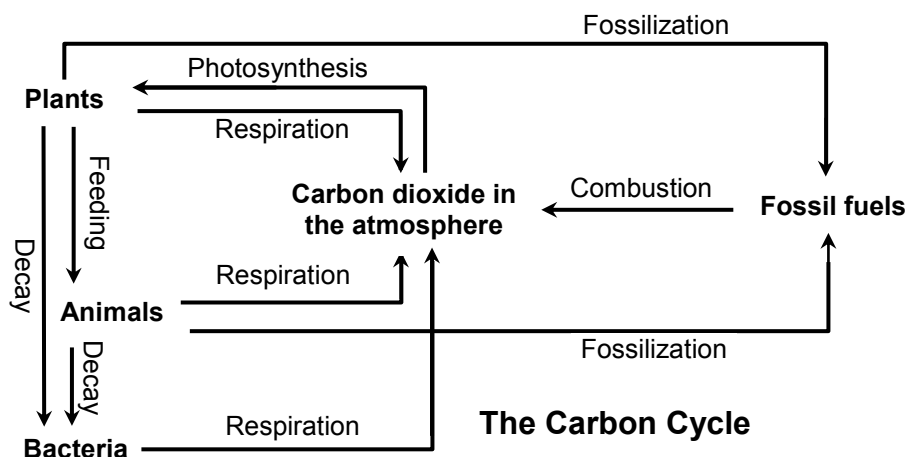 Fossilization
Photosynthesis
Plants
Respiration
Feeding
Carbon dioxide in
the atmosphere
Combustion
Fossil fuels
Decay
Respiration
Animals
Fossilization
Decay
Respiration
The Carbon Cycle
Bacteria